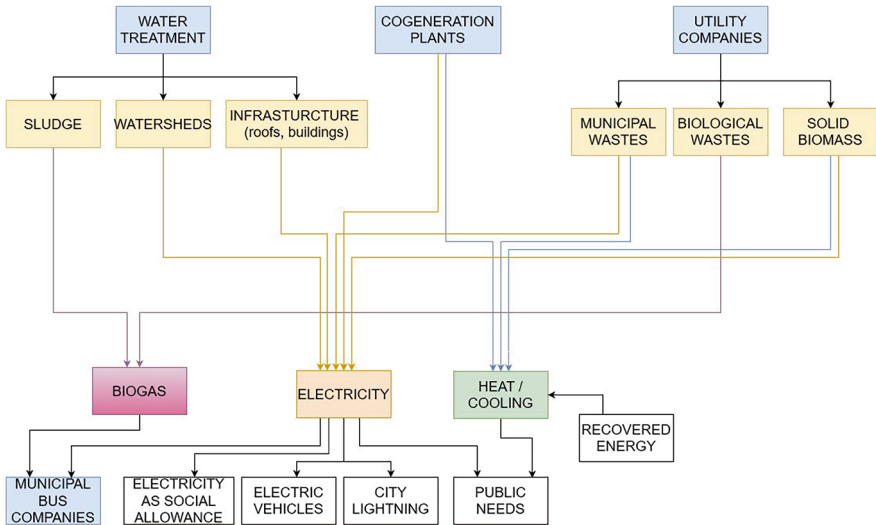 WATER
TREATMENT
COGENERATION
PLANTS
UTILITY
COMPANIES
SLUDGE
WATERSHEDS
INFRASTURCTURE
(roofs, buildings)
MUNICIPAL
WASTES
BIOLOGICAL
WASTES
SOLID
BIOMASS
BIOGAS
ELECTRICITY
HEAT /
COOLING
RECOVERED
ENERGY
MUNICIPAL
BUS
COMPANIES
ELECTRICITY
AS SOCIAL
ALLOWANCE
ELECTRIC
VEHICLES
CITY
LIGHTNING
PUBLIC
NEEDS